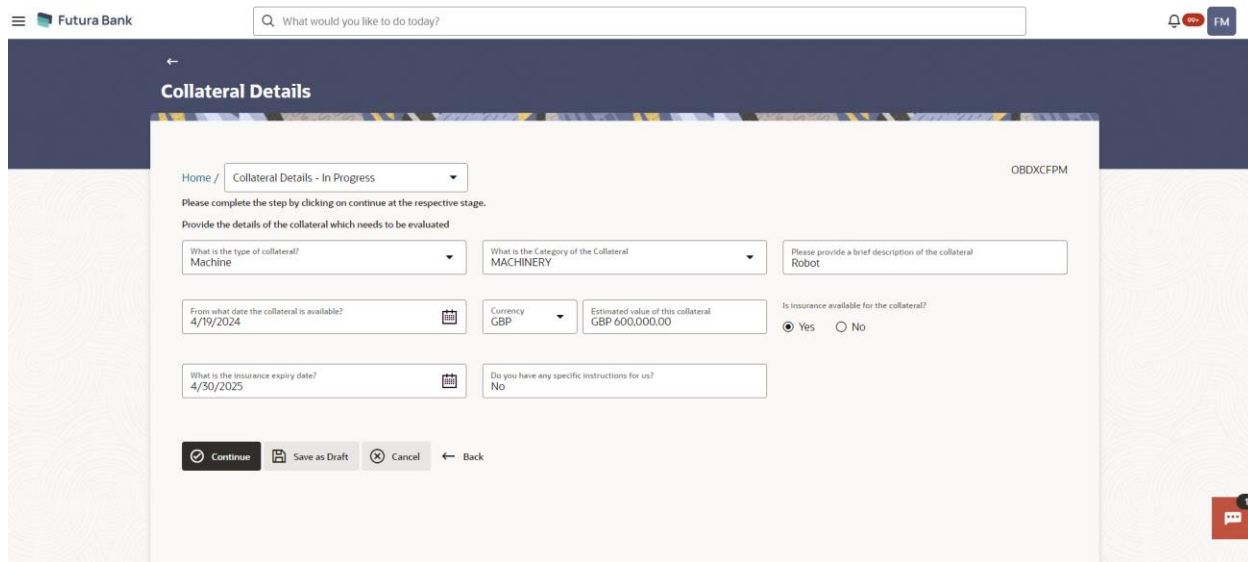 Futura Bank
What would you like to do today?
99+
FM
Collateral Details
Home / Collateral Details - In Progress
OBDXCFPM
Please complete the step by clicking on continue at the respective stage.
Provide the details of the collateral which needs to be evaluated
What is the type of collateral?
Machine
What is the Category of the Collateral
MACHINERY
Please provide a brief description of the collateral
Robot
From what date the collateral is available?
4/19/2024
Currency
GBP
Estimated value of this collateral
GBP 600,000.00
Is insurance available for the collateral?
Yes No
What is the insurance expiry date?
4/30/2025
Do you have any specific instructions for us?
No
Continue Save as Draft Cancel Back